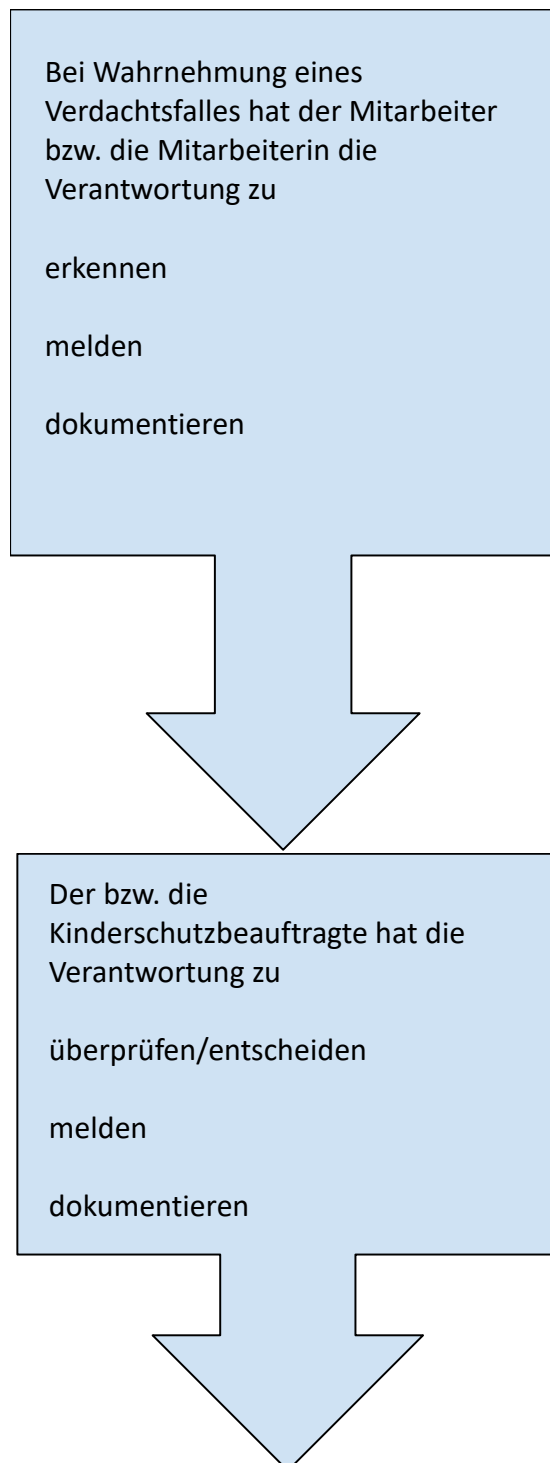 Bei Wahrnehmung eines
Verdachtsfalles hat der Mitarbeiter
bzw. die Mitarbeiterin die
Verantwortung zu
erkennen
melden
dokumentieren
Der bzw. die
Kinderschutzbeauftragte hat die
Verantwortung zu
überprüfen/entscheiden
melden
dokumentieren